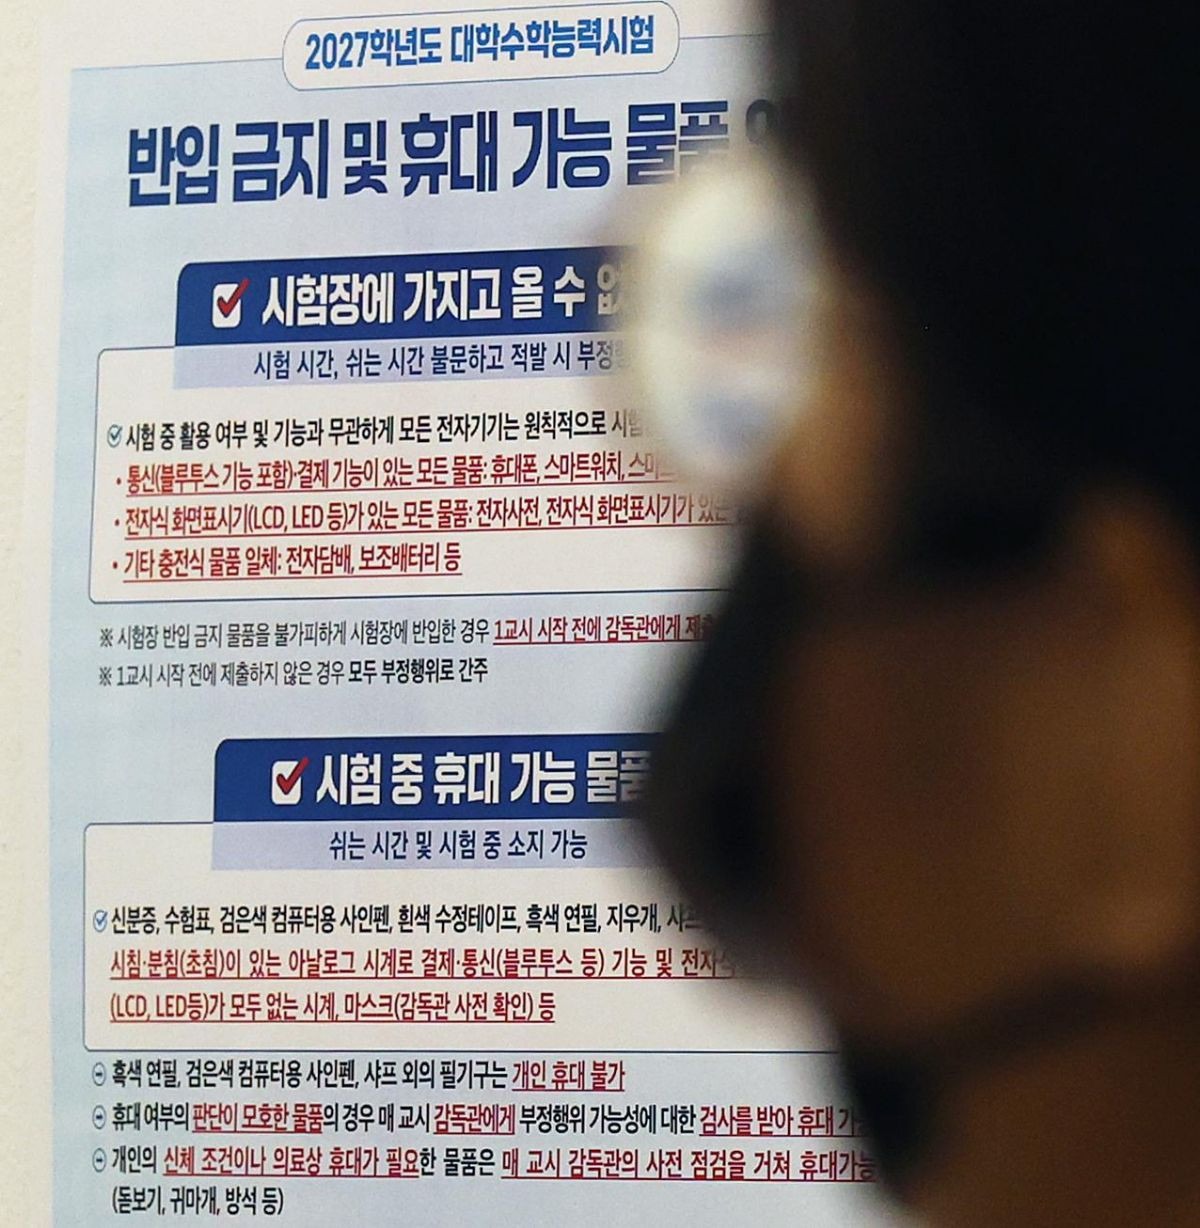 2027학년도 대학수학능력시험
반입 금지 및 휴대 가능 물품
시험장에 가지고 올 수
시험 시간, 쉬는 시간 불문하고 적발 시
시험 중 활용 여부 및 기능과 무관하게 모든 전자기기는 원칙적으로
• 통신(블루투스 기능 포함)·결제 기능이 있는 모든 물품: 휴대폰, 스마트워치,
• 전자식 화면표시기(LCD, LED 등)가 있는 모든 물품: 전자사전, 전자식 화면표시기가 있는
• 기타 충전식 물품 일체: 전자담배, 보조배터리 등
※ 시험장 반입 금지 물품을 불가피하게 시험장에 반입한 경우 1교시 시작 전에 감독관에게
※ 1교시 시작 전에 제출하지 않은 경우 모두 부정행위로 간주
시험 중 휴대 가능 물품
쉬는 시간 및 시험 중 소지 가능
신분증, 수험표, 검은색 컴퓨터용 사인펜, 흰색 수정테이프, 흑색 연필, 지우개,
시침·분침(초침)이 있는 아날로그 시계로 결제·통신(블루투스 등) 기능 및
(LCD, LED등)가 모두 없는 시계, 마스크(감독관 사전 확인) 등
흑색 연필, 검은색 컴퓨터용 사인펜, 샤프 외의 필기구는 개인 휴대 불가
휴대 여부의 판단이 모호한 물품의 경우 매 교시 감독관에게 부정행위 가능성에 대한 검사를 받아 휴대
개인의 신체 조건이나 의료상 휴대가 필요한 물품은 매 교시 감독관의 사전 점검을 거쳐 휴대가능
(돋보기, 귀마개, 방석 등)